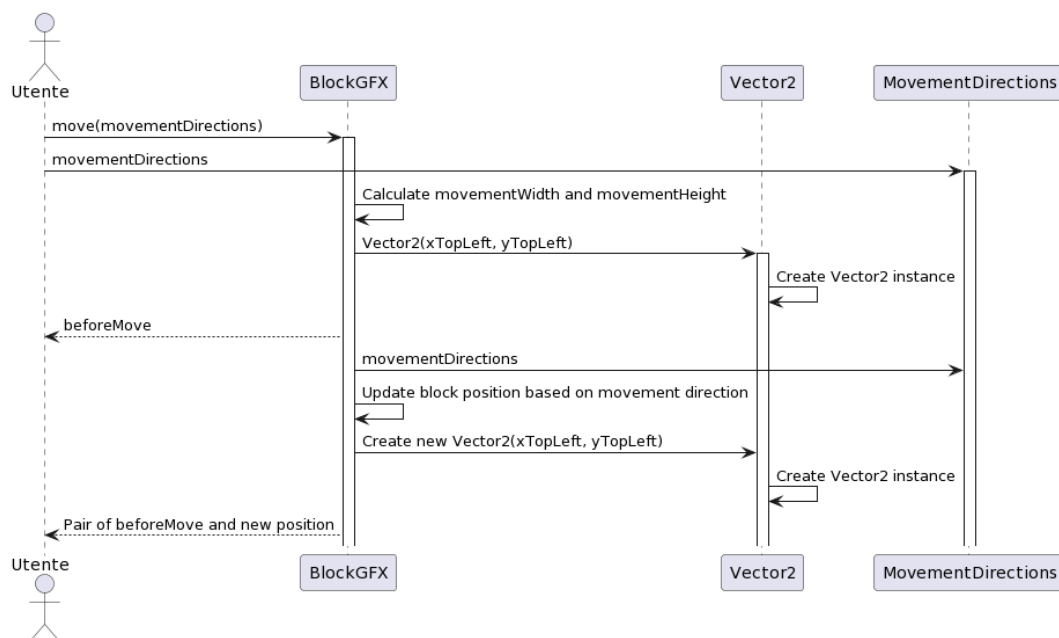 Utente
BlockGFX
Vector2
MovementDirections
move(movementDirections)
movementDirections
Calculate movementWidth and movementHeight
Vector2(xTopLeft, yTopLeft)
Create Vector2 instance
beforeMove
movementDirections
Update block position based on movement direction
Create new Vector2(xTopLeft, yTopLeft)
Create Vector2 instance
Pair of beforeMove and new position
Utente
BlockGFX
Vector2
MovementDirections